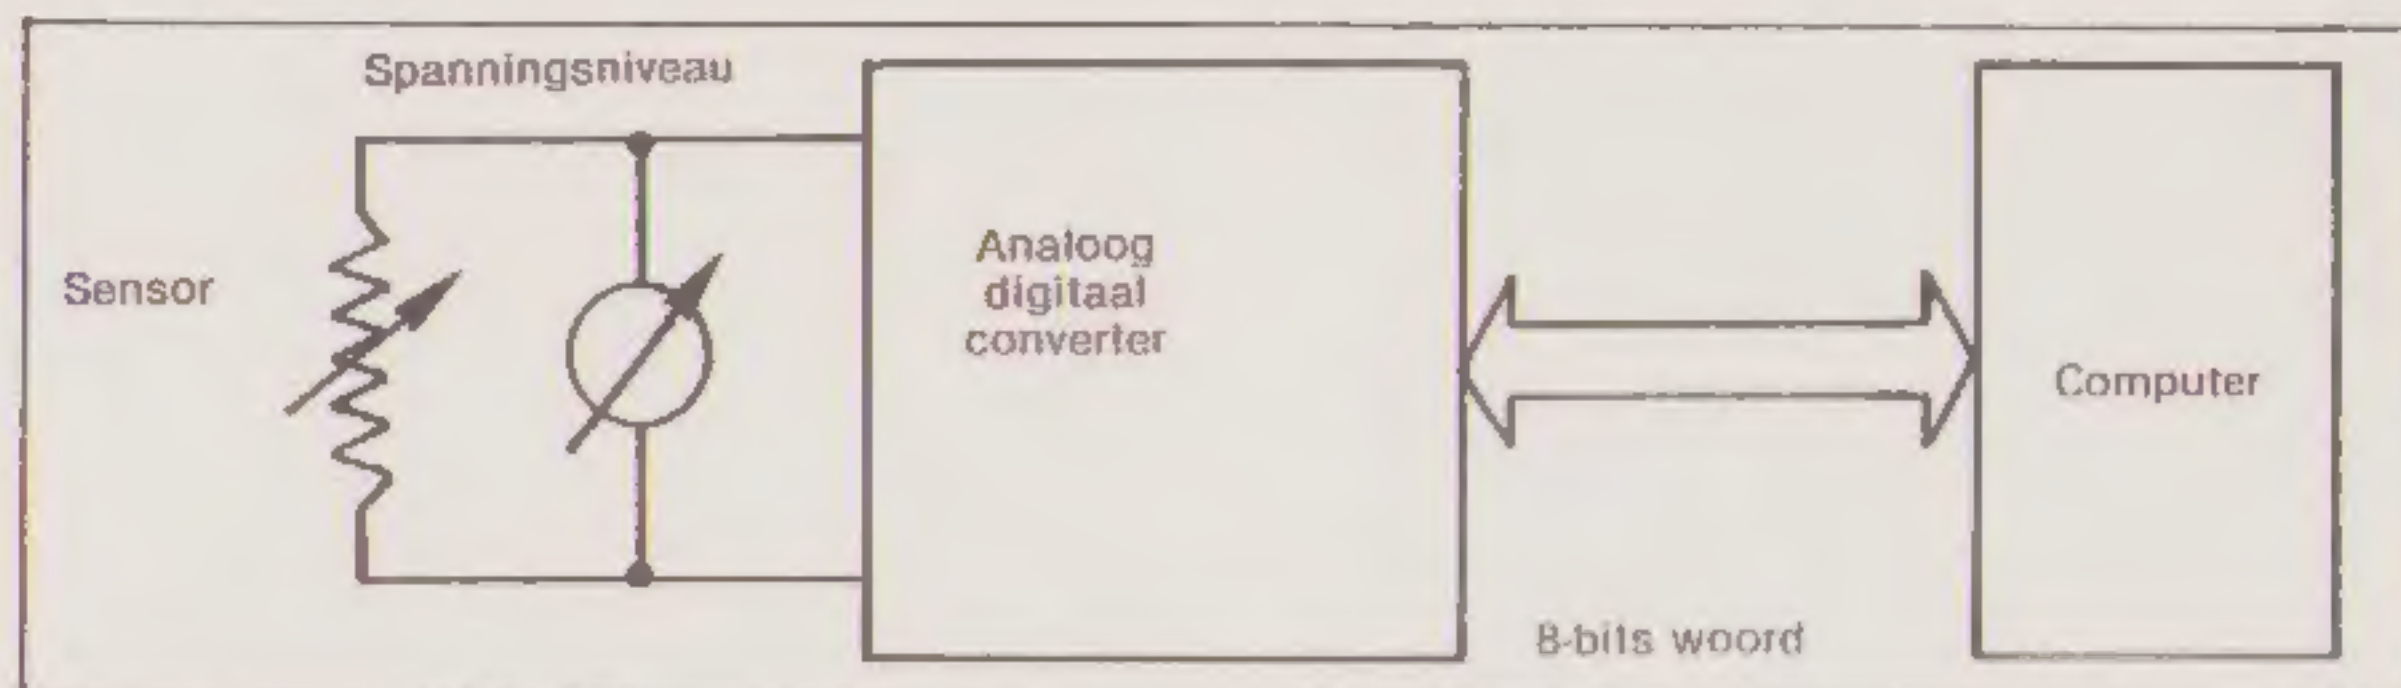 Spanningsniveau
Sensor
Analoog
digitaal
converter
Computer
8-bits woord